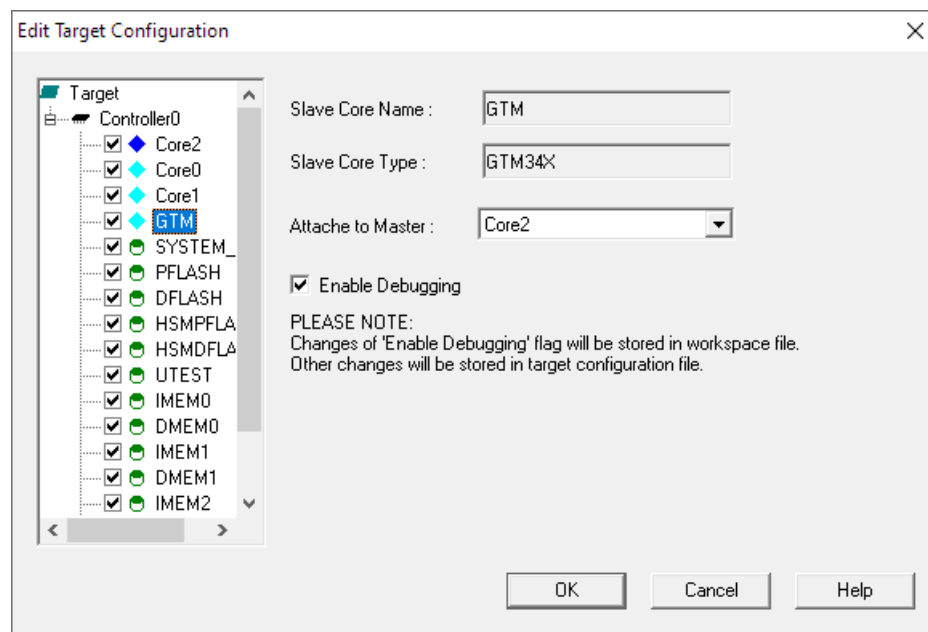 Edit Target Configuration
Target
Controller0
Core2
Core0
Core1
GTM
SYSTEM_
PFLASH
DFLASH
HSMPFLA
HSMDFLA
UTEST
IMEM0
DMEM0
IMEM1
DMEM1
IMEM2
Slave Core Name : GTM
Slave Core Type : GTM34X
Attache to Master : Core2
Enable Debugging
PLEASE NOTE:
Changes of 'Enable Debugging' flag will be stored in workspace file.
Other changes will be stored in target configuration file.
OK Cancel Help